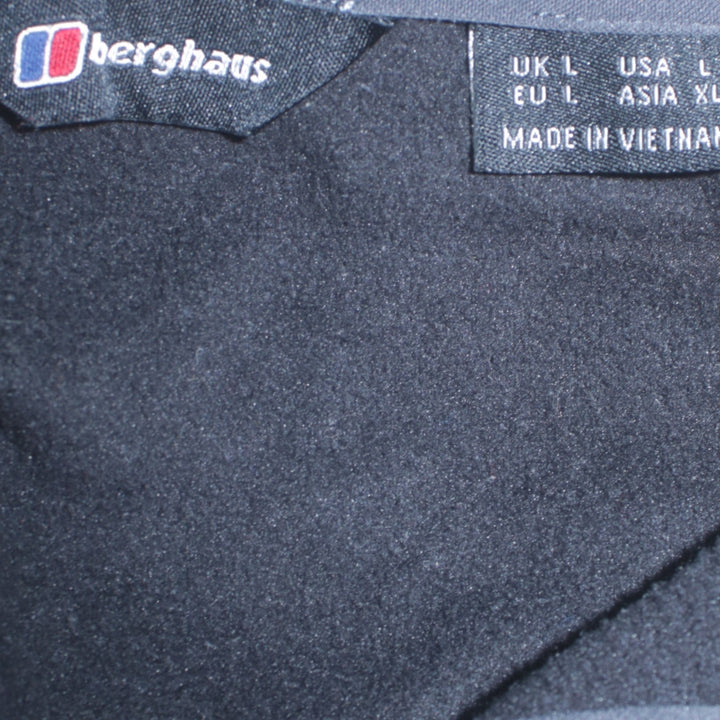 berghaus
UK L USA L
EU L ASIA XL
MADE IN VIETNAM